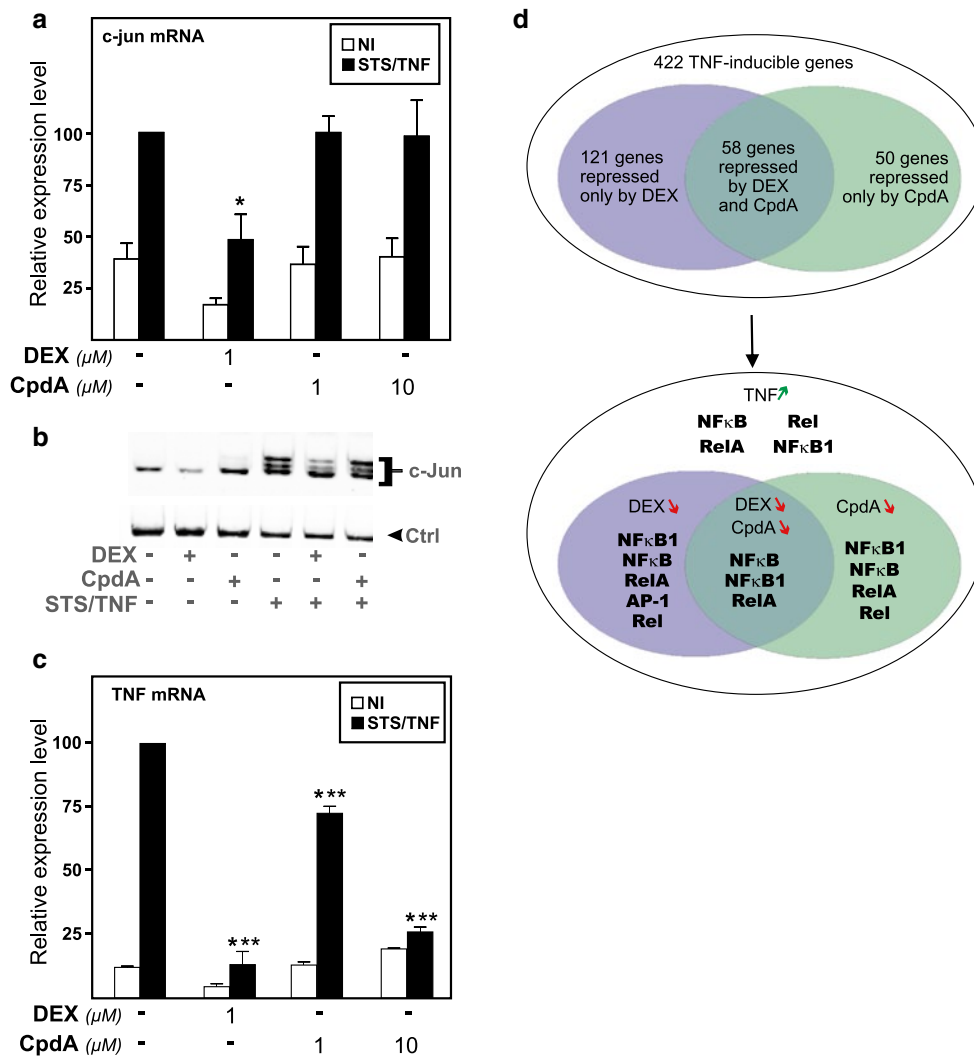 a
c-jun mRNA
NI
STS/TNF
Relative expression level
100
75
50
25
*
DEX (µM) - 1 - -
CpdA (µM) - - 1 10
b
c-Jun
Ctrl
DEX - + - - + -
CpdA - - + - - +
STS/TNF - - - + + +
c
TNF mRNA
NI
STS/TNF
Relative expression level
100
75
50
25
***
***
***
DEX (µM) - 1 - -
CpdA (µM) - - 1 10
d
422 TNF-inducible genes
121 genes
repressed
only by DEX
58 genes
repressed
by DEX
and CpdA
50 genes
repressed
only by CpdA
TNF
NFκB Rel
RelA NFκB1
DEX
NFκB1
NFκB
RelA
AP-1
Rel
DEX
CpdA
NFκB
NFκB1
RelA
CpdA
NFκB1
NFκB
RelA
Rel